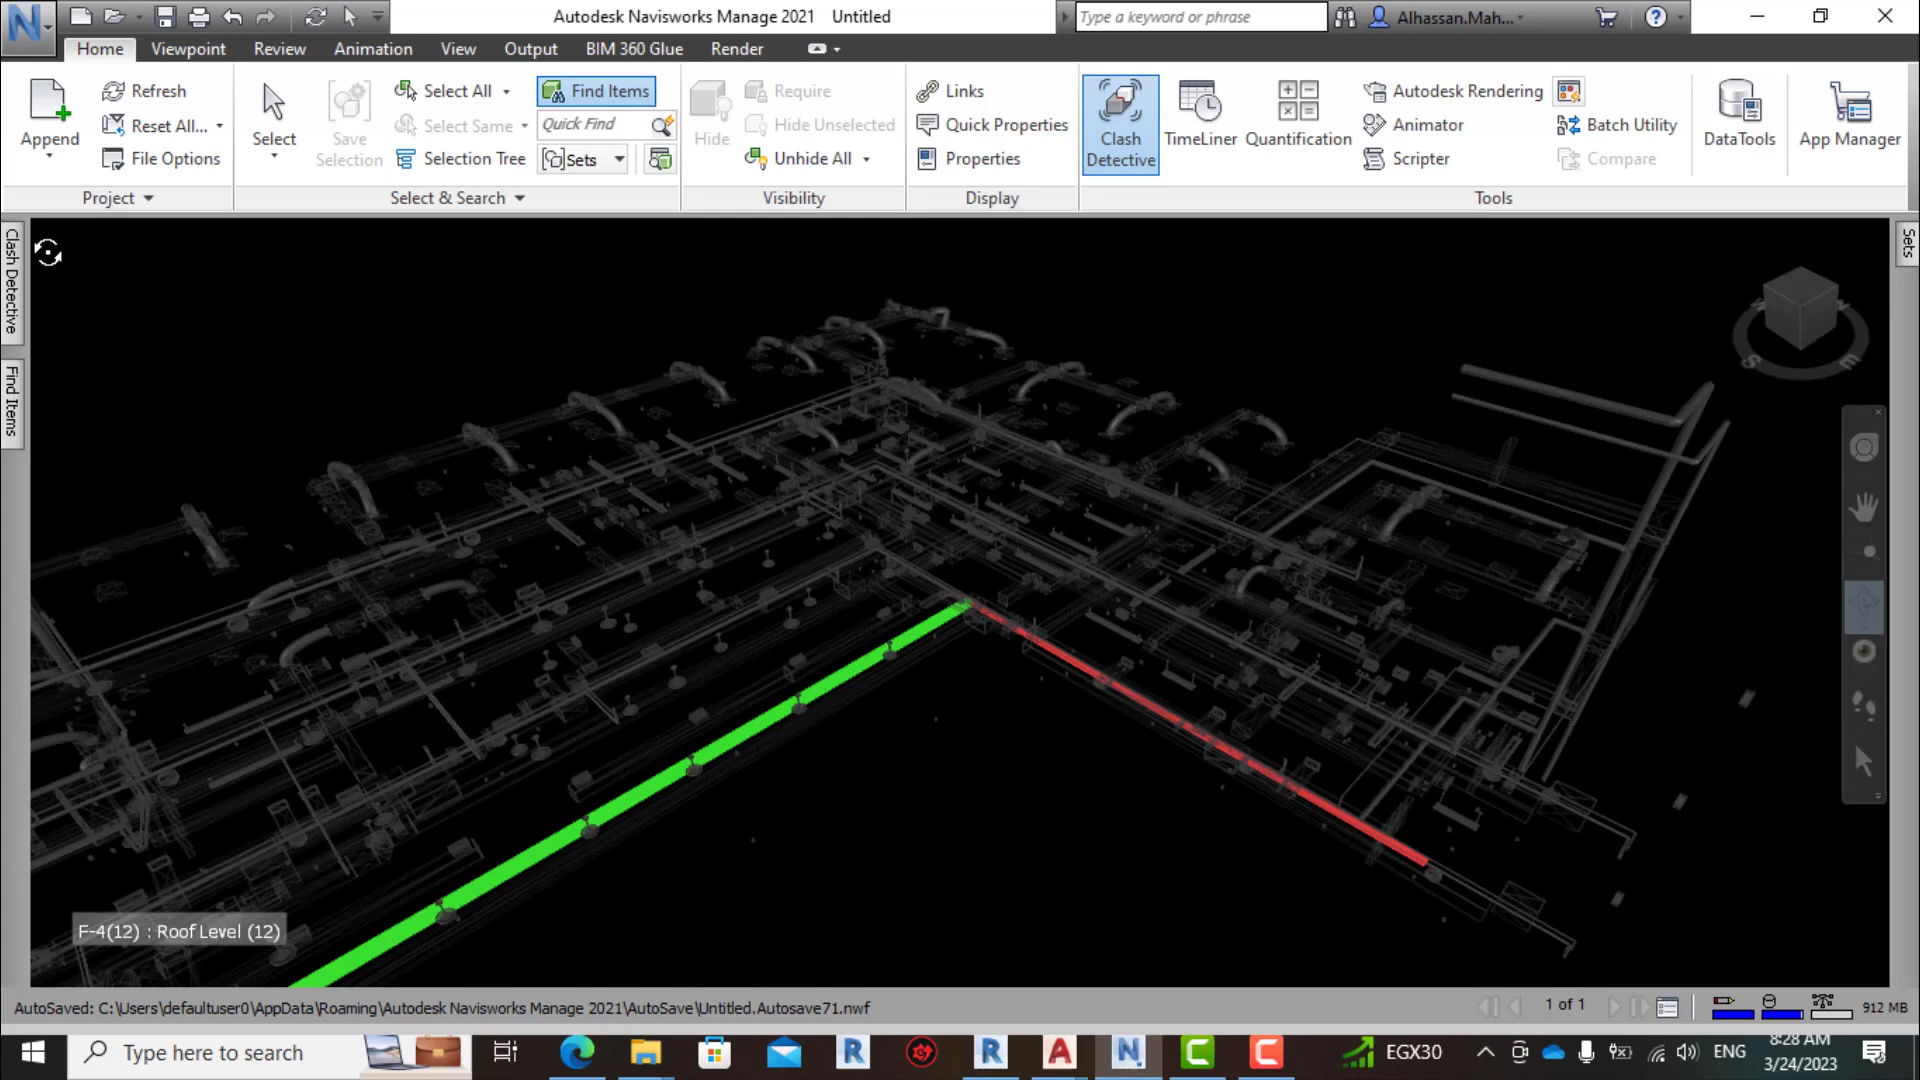 Autodesk Navisworks Manage 2021 Untitled
Type a keyword or phrase
Alhassan.Mah...
Home Viewpoint Review Animation View Output BIM 360 Glue Render
Append
Refresh
Reset All...
File Options
Project
Select
Save
Selection
Select All
Select Same
Selection Tree
Find Items
Quick Find
Sets
Select & Search
Hide
Require
Hide Unselected
Unhide All
Visibility
Links
Quick Properties
Properties
Display
Clash
Detective
TimeLiner
Quantification
Autodesk Rendering
Animator
Scripter
Batch Utility
Compare
DataTools
App Manager
Tools
Clash Detective
Find Items
Sets
S
E
F-4(12) : Roof Level (12)
AutoSaved: C:\Users\defaultuser0\AppData\Roaming\Autodesk Navisworks Manage 2021\AutoSave\Untitled.Autosave71.nwf
1 of 1
912 MB
Type here to search
EGX30
ENG
8:28 AM
3/24/2023